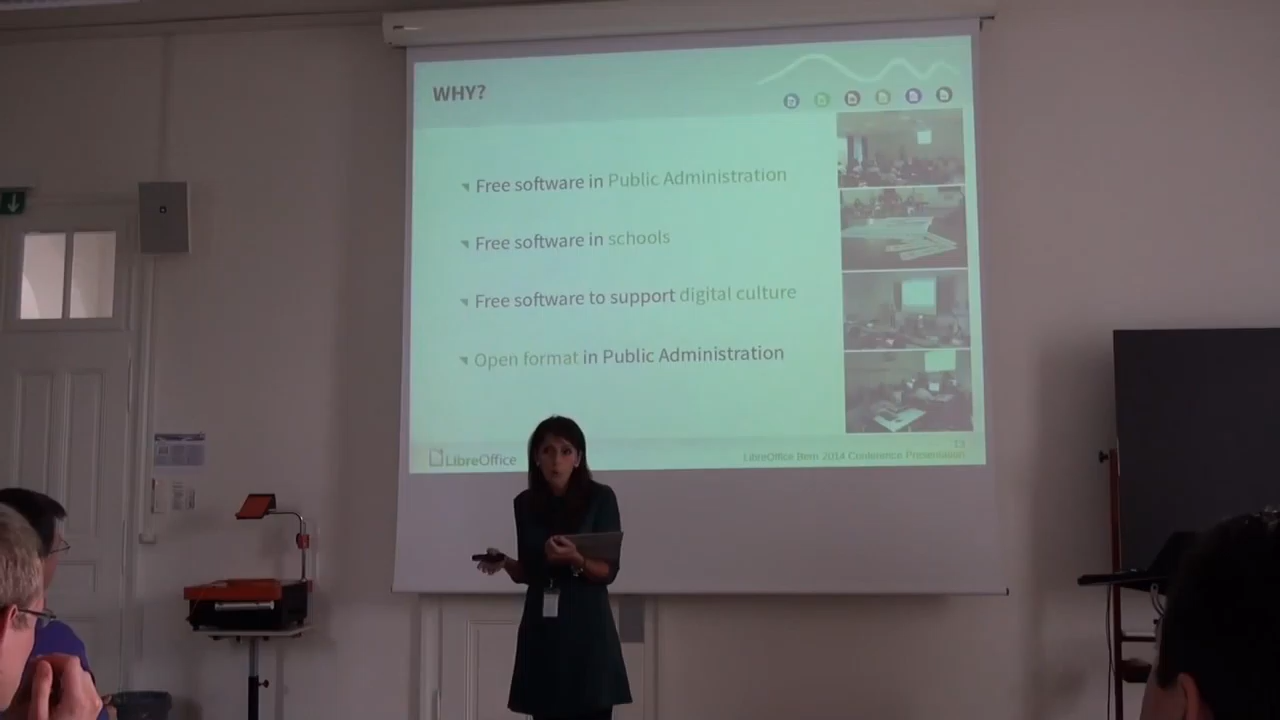 WHY?
Free software in Public Administration
Free software in schools
Free software to support digital culture
Open format in Public Administration
13
LibreOffice
LibreOffice Bern 2014 Conference Presentation